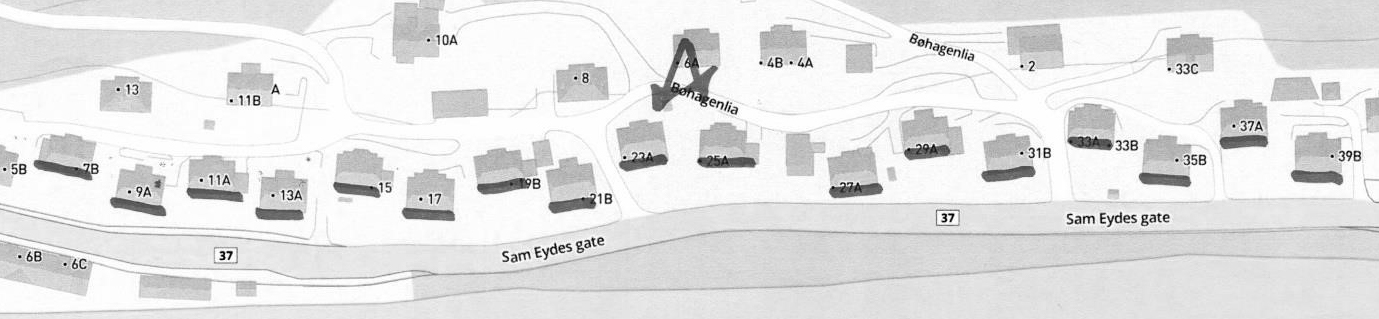 10A
6A
4B
4A
Bøhagenlia
2
33C
13
11B
A
8
Bøhagenlia
5B
7B
9A
11A
13A
15
17
19B
21B
23A
25A
27A
29A
31B
33A
33B
35B
37A
39B
37
Sam Eydes gate
37
Sam Eydes gate
6B
6C